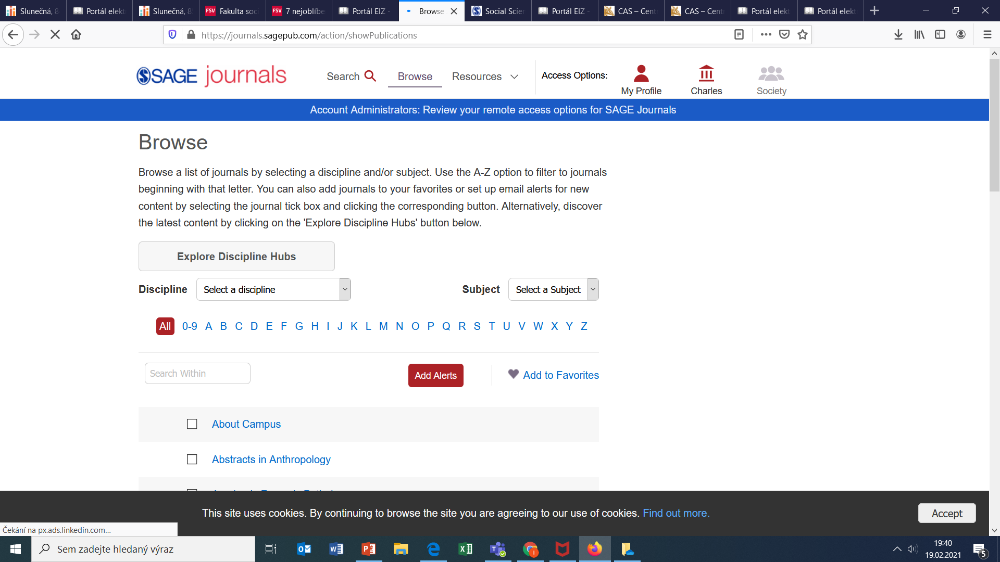 Slunečná, 8
Portál elekt
Slunečná, 8
FSV Fakulta soci
FSV 7 nejoblíbe
Portál EIZ -
Browse
Social Scien
Portál EIZ -
CAS – Centr
CAS – Centr
Portál elekt
Portál elekt
https://journals.sagepub.com/action/showPublications
SAGE journals
Search
Browse
Resources
Access Options:
My Profile
Charles
Society
Account Administrators: Review your remote access options for SAGE Journals
Browse
Browse a list of journals by selecting a discipline and/or subject. Use the A-Z option to filter to journals
beginning with that letter. You can also add journals to your favorites or set up email alerts for new
content by selecting the journal tick box and clicking the corresponding button. Alternatively, discover
the latest content by clicking on the 'Explore Discipline Hubs' button below.
Explore Discipline Hubs
Discipline Select a discipline Subject Select a Subject
All 0-9 A B C D E F G H I J K L M N O P Q R S T U V W X Y Z
Search Within
Add Alerts
Add to Favorites
About Campus
Abstracts in Anthropology
This site uses cookies. By continuing to browse the site you are agreeing to our use of cookies. Find out more.
Accept
Čekání na px.ads.linkedin.com...
Sem zadejte hledaný výraz
19:40
19.02.2021
5